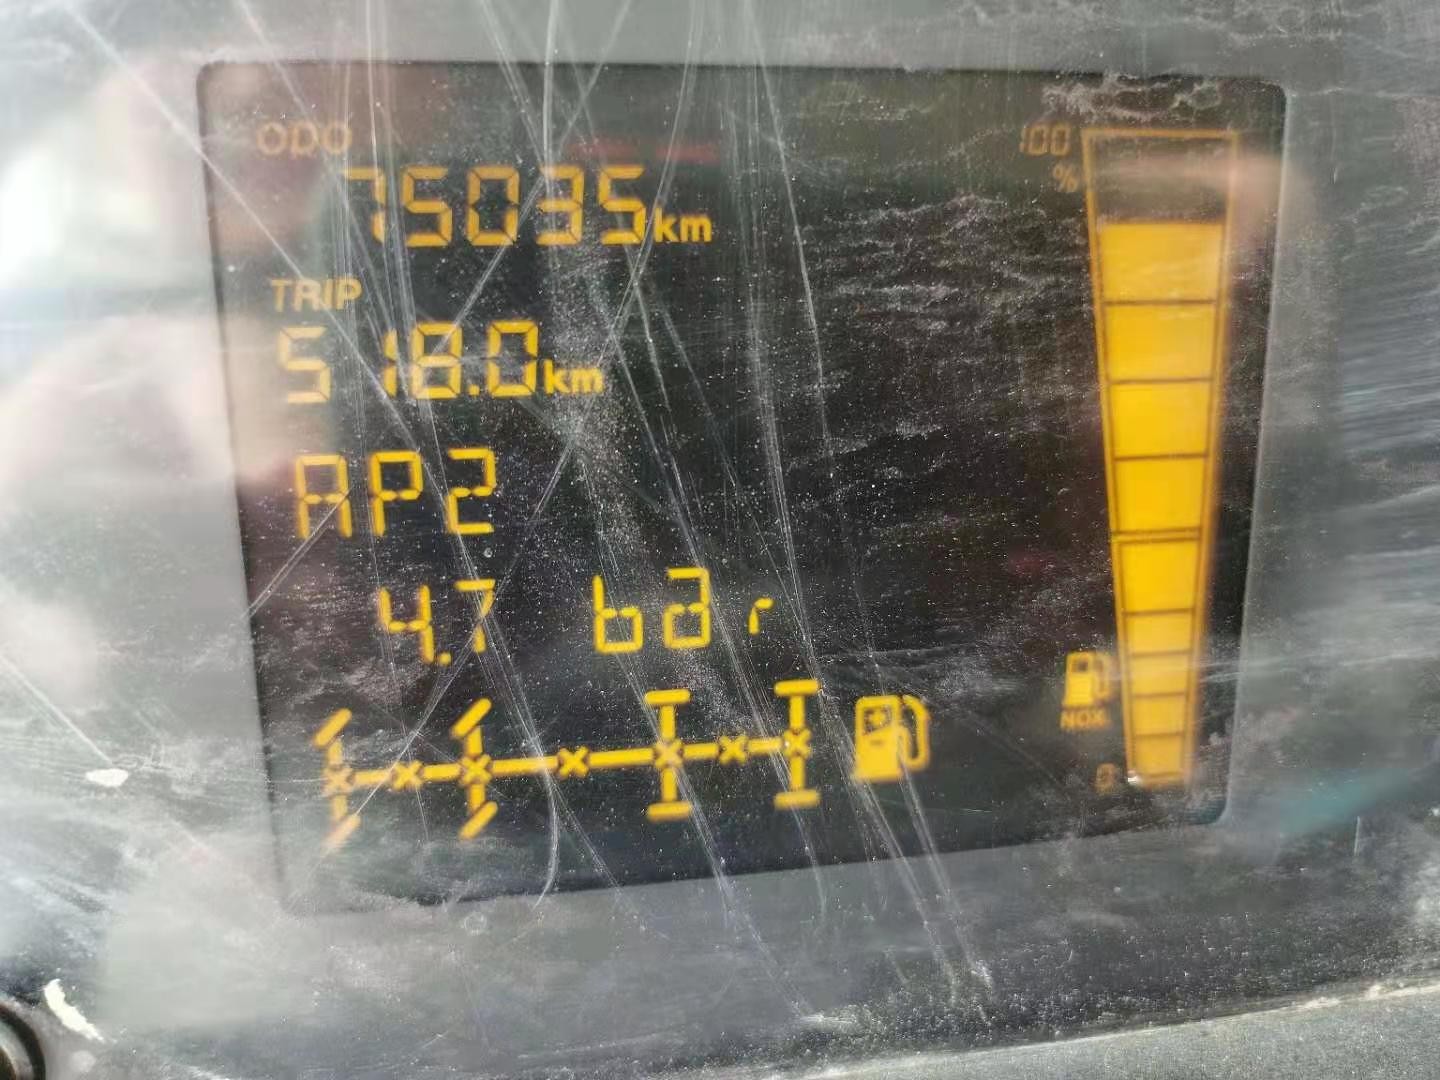 ODO
75035km
TRIP
518.0km
AP2
4.7 bar
100
%
NOX
0